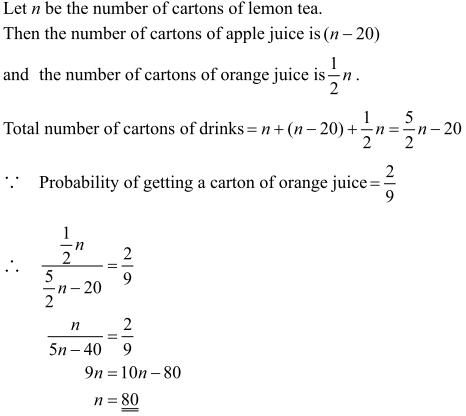 Let n be the number of cartons of lemon tea.
Then the number of cartons of apple juice is (n − 20)
and the number of cartons of orange juice is 1/2 n .
Total number of cartons of drinks = n + (n − 20) + 1/2 n = 5/2 n − 20
∵ Probability of getting a carton of orange juice = 2/9
∴ (1/2 n)/(5/2 n − 20) = 2/9
n/(5n − 40) = 2/9
9n = 10n − 80
n = 80